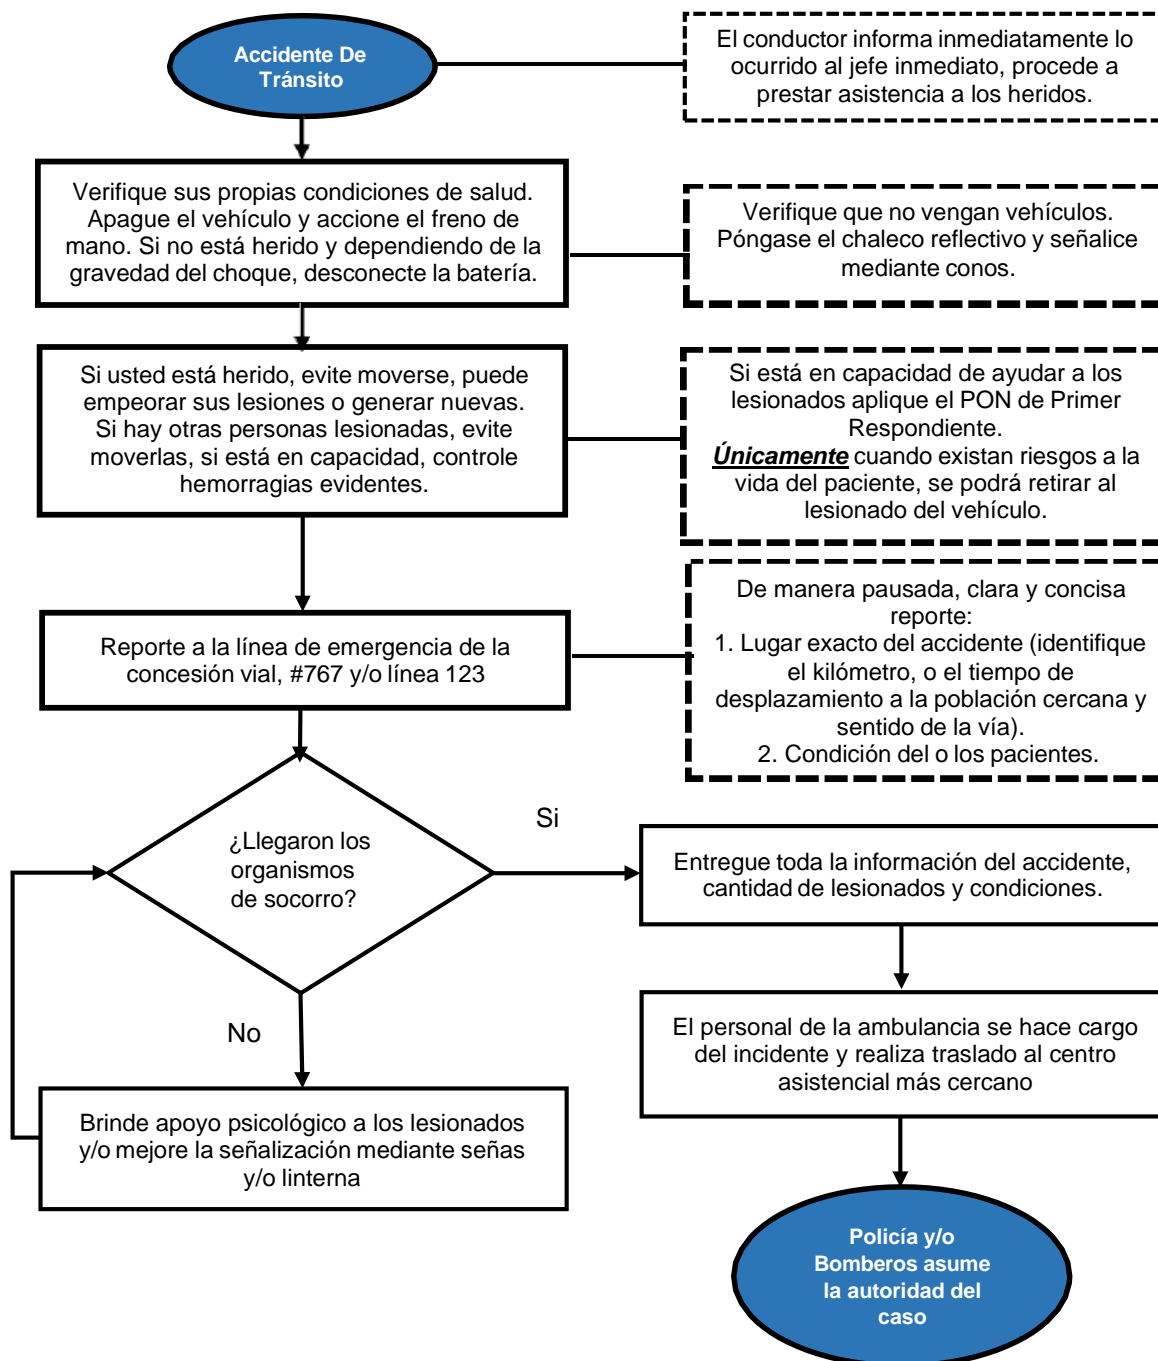 Accidente De
Tránsito
El conductor informa inmediatamente lo
ocurrido al jefe inmediato, procede a
prestar asistencia a los heridos.
Verifique sus propias condiciones de salud.
Apague el vehículo y accione el freno de
mano. Si no está herido y dependiendo de la
gravedad del choque, desconecte la batería.
Verifique que no vengan vehículos.
Póngase el chaleco reflectivo y señalice
mediante conos.
Si usted está herido, evite moverse, puede
empeorar sus lesiones o generar nuevas.
Si hay otras personas lesionadas, evite
moverlas, si está en capacidad, controle
hemorragias evidentes.
Si está en capacidad de ayudar a los
lesionados aplique el PON de Primer
Respondiente.
Únicamente cuando existan riesgos a la
vida del paciente, se podrá retirar al
lesionado del vehículo.
Reporte a la línea de emergencia de la
concesión vial, #767 y/o línea 123
De manera pausada, clara y concisa
reporte:
1. Lugar exacto del accidente (identifique
el kilómetro, o el tiempo de
desplazamiento a la población cercana y
sentido de la vía).
2. Condición del o los pacientes.
¿Llegaron los
organismos
de socorro?
Si
Entregue toda la información del accidente,
cantidad de lesionados y condiciones.
No
El personal de la ambulancia se hace cargo
del incidente y realiza traslado al centro
asistencial más cercano
Brinde apoyo psicológico a los lesionados
y/o mejore la señalización mediante señas
y/o linterna
Policía y/o
Bomberos asume
la autoridad del
caso